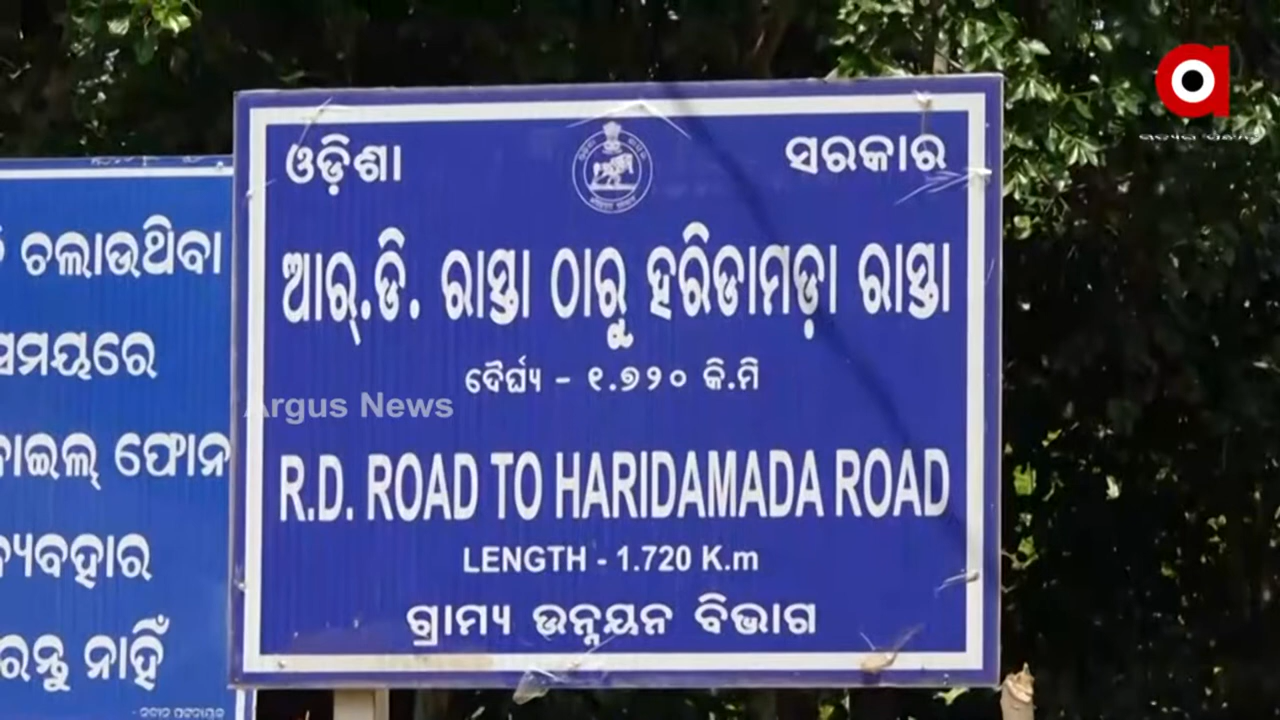 ଓଡ଼ିଶା ସରକାର
ଆର୍.ଡି. ରାସ୍ତା ଠାରୁ ହରିଡାମଡ଼ା ରାସ୍ତା
ଦୈର୍ଘ୍ୟ - ୧.୭୨୦ କି.ମି
Argus News
R.D. ROAD TO HARIDAMADA ROAD
LENGTH - 1.720 K.m
ଗ୍ରାମ୍ୟ ଉନ୍ନୟନ ବିଭାଗ
ଚଲାଉଥିବା
ସମୟରେ
ଫୋନ
ବ୍ୟବହାର
ନାହିଁ